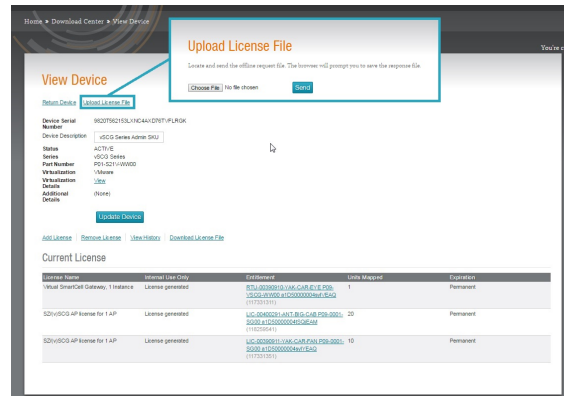 Home » Download Center » View Device
You're
Upload License File
Locate and send the offline request file. The browser will prompt you to save the response file.
Choose File No file chosen Send
View Device
Return Device Upload License File
Device Serial Number
Device Description vSCG Series Admin SKU
Status ACTIVE
Series vSCG Series
Part Number P01-S21V-WW00
Virtualization VMware
Virtualization Details View
Additional Details (None)
Update Device
Add License Remove License View History Download License File
Current License
License Name Internal Use Only Entitlement Units Mapped Expiration
Virtual SmartCell Gateway, 1 Instance License generated 1 Permanent
(117331311)
SZ/(v)SCG AP license for 1 AP License generated 20 Permanent
(118259541)
SZ/(v)SCG AP license for 1 AP License generated 10 Permanent
(117331351)